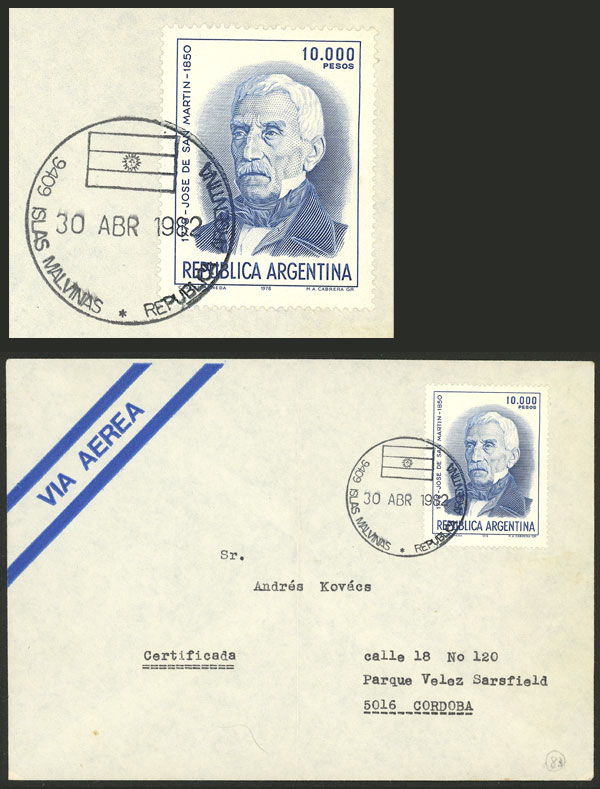 10.000
PESOS
JOSE DE SAN MARTIN-1850
REPUBLICA ARGENTINA
1978
M A CABRERA GR
9409 ISLAS MALVINAS * REPUBLICA ARGENTINA
30 ABR 1982
VIA AEREA
10.000
PESOS
JOSE DE SAN MARTIN-1850
REPUBLICA ARGENTINA
9409 ISLAS MALVINAS * REPUBLICA ARGENTINA
30 ABR 1982
Sr.
Andrés Kovács
Certificada
calle 18 No 120
Parque Velez Sarsfield
5016 CORDOBA
83